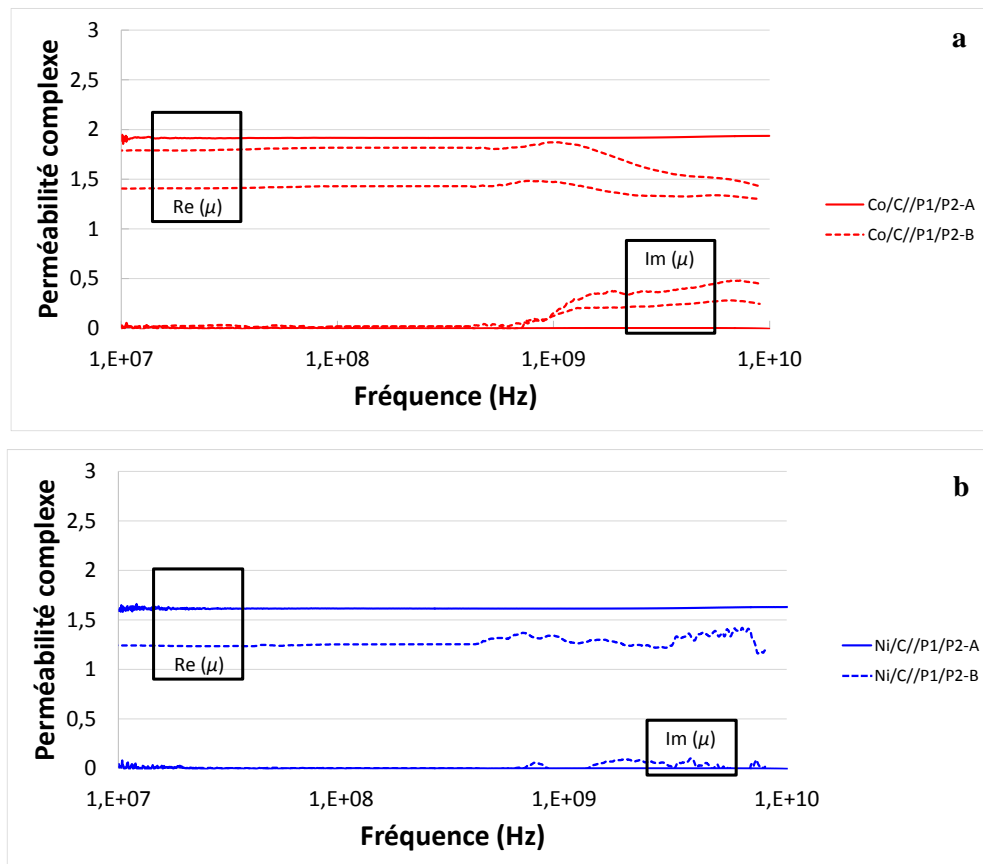 a
Perméabilité complexe
3
2,5
2
1,5
1
0,5
0
Re (μ)
Im (μ)
Co/C//P1/P2-A
Co/C//P1/P2-B
1,E+07
1,E+08
1,E+09
1,E+10
Fréquence (Hz)
b
Perméabilité complexe
3
2,5
2
1,5
1
0,5
0
Re (μ)
Im (μ)
Ni/C//P1/P2-A
Ni/C//P1/P2-B
1,E+07
1,E+08
1,E+09
1,E+10
Fréquence (Hz)